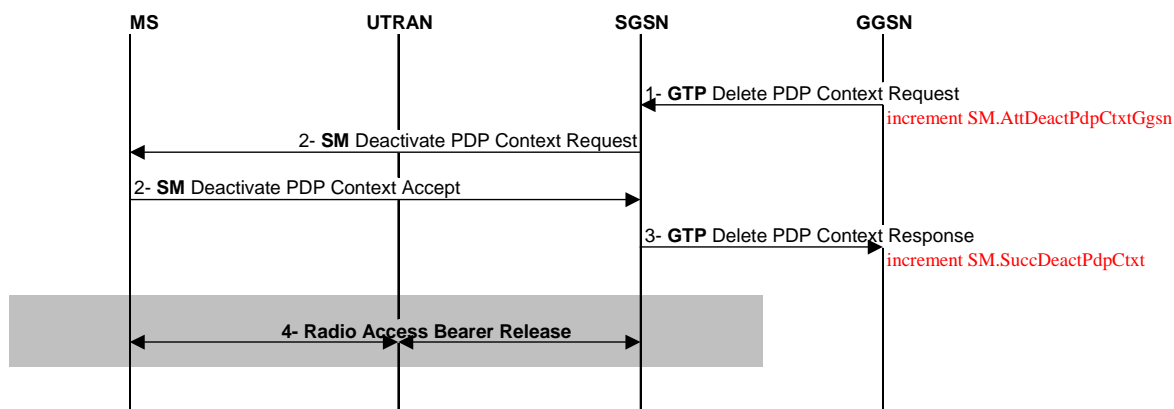 MS UTRAN SGSN GGSN
1- GTP Delete PDP Context Request
increment SM.AttDeactPdpCtxtGgsn
2- SM Deactivate PDP Context Request
2- SM Deactivate PDP Context Accept
3- GTP Delete PDP Context Response
increment SM.SuccDeactPdpCtxt
4- Radio Access Bearer Release